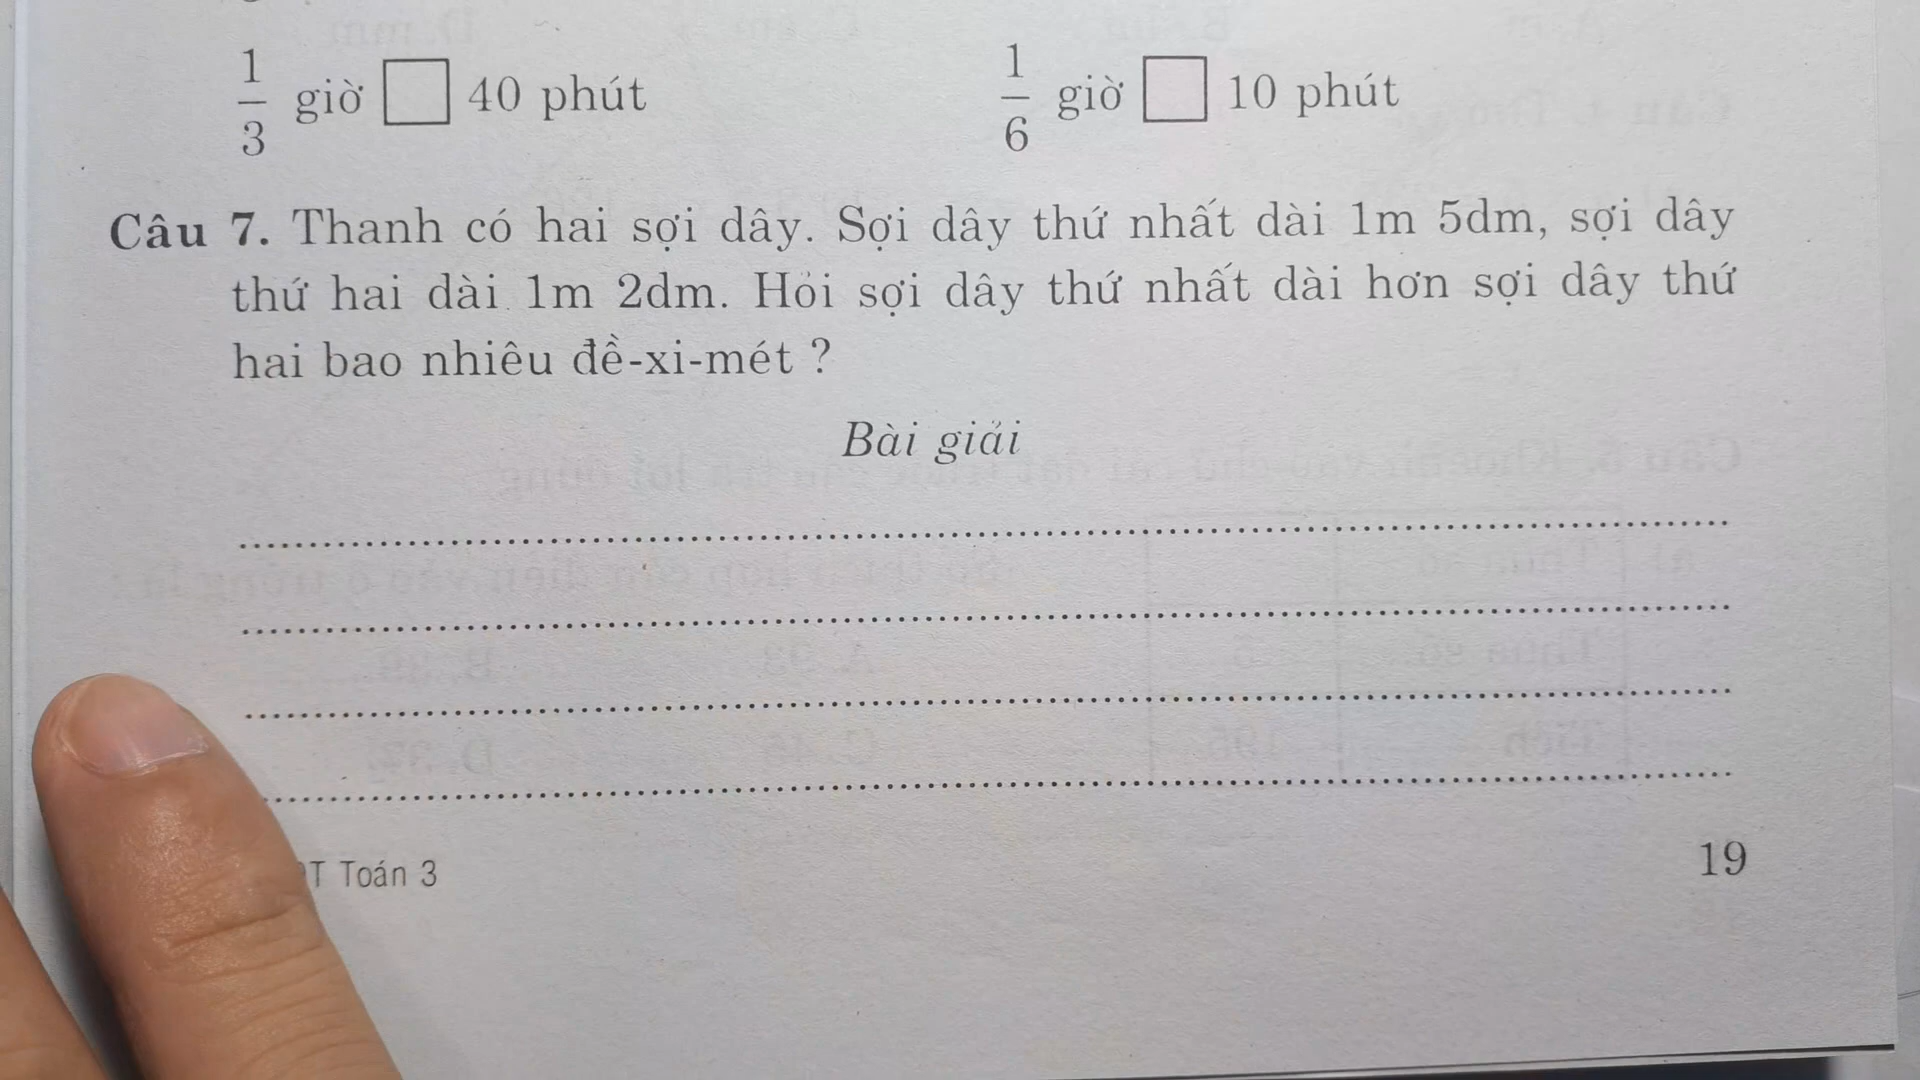 1/3 giờ □ 40 phút 1/6 giờ □ 10 phút
Câu 7. Thanh có hai sợi dây. Sợi dây thứ nhất dài 1m 5dm, sợi dây
thứ hai dài 1m 2dm. Hỏi sợi dây thứ nhất dài hơn sợi dây thứ
hai bao nhiêu đề-xi-mét ?
Bài giải
T Toán 3
19